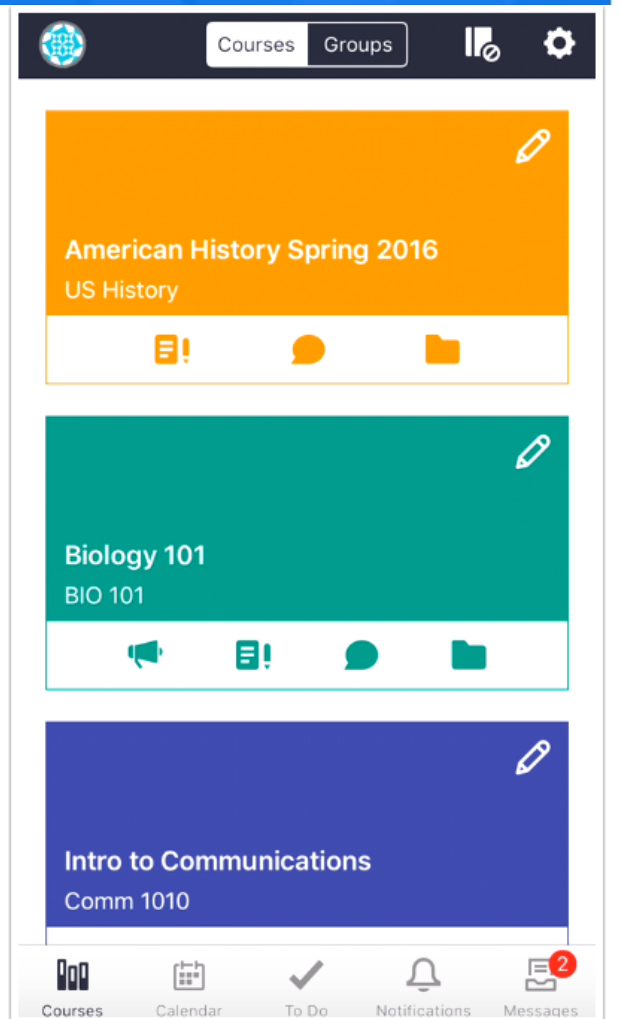 Courses Groups
American History Spring 2016
US History
Biology 101
BIO 101
Intro to Communications
Comm 1010
2
Courses Calendar To Do Notifications Messages